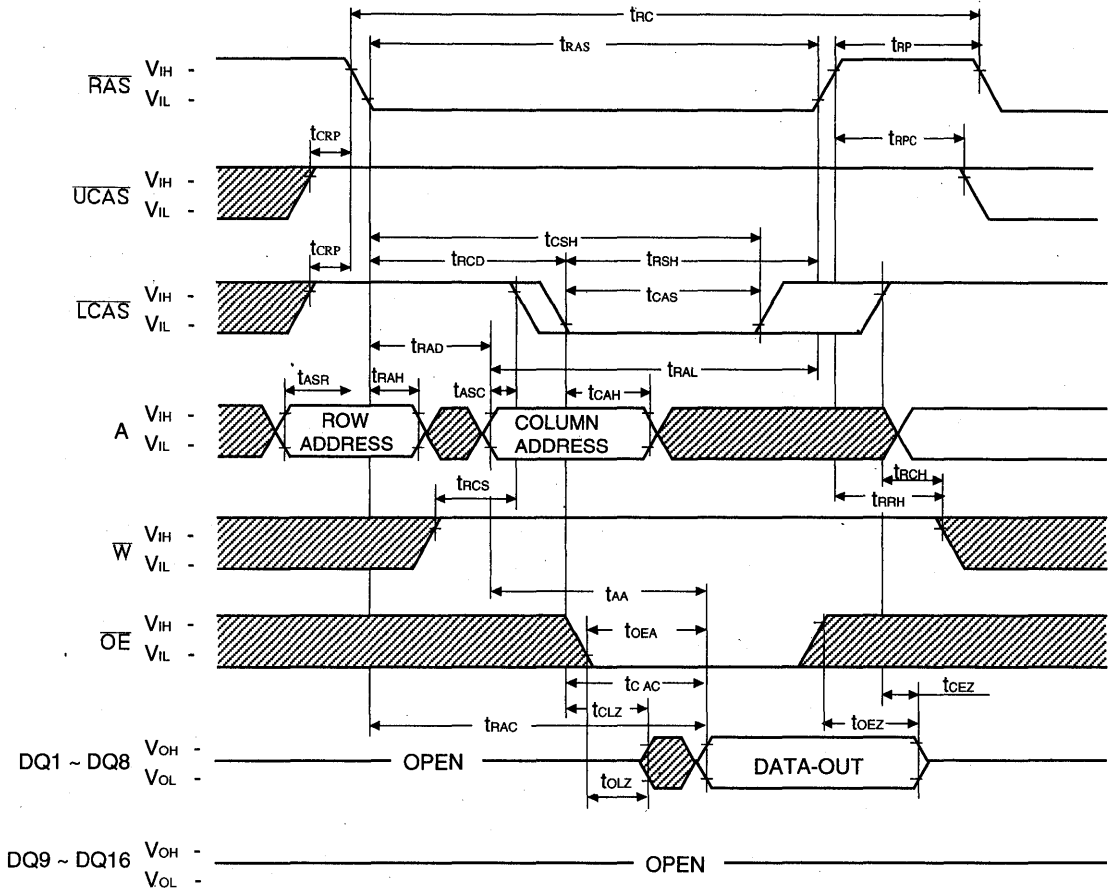 tRC
tRAS
tRP
RAS
VIH -
VIL -
tCRP
tRPC
UCAS
VIH -
VIL -
tCSH
tCRP
tRCD
tRSH
LCAS
VIH -
VIL -
tCAS
tRAD
tRAL
tASR
tRAH
tASC
tCAH
A
VIH -
VIL -
ROW
ADDRESS
COLUMN
ADDRESS
tRCS
tRCH
tRRH
W
VIH -
VIL -
tAA
OE
VIH -
VIL -
tOEA
tCAC
tCEZ
tCLZ
tOEZ
tRAC
DQ1 ~ DQ8
VOH -
VOL -
OPEN
DATA-OUT
tOLZ
DQ9 ~ DQ16
VOH -
VOL -
OPEN